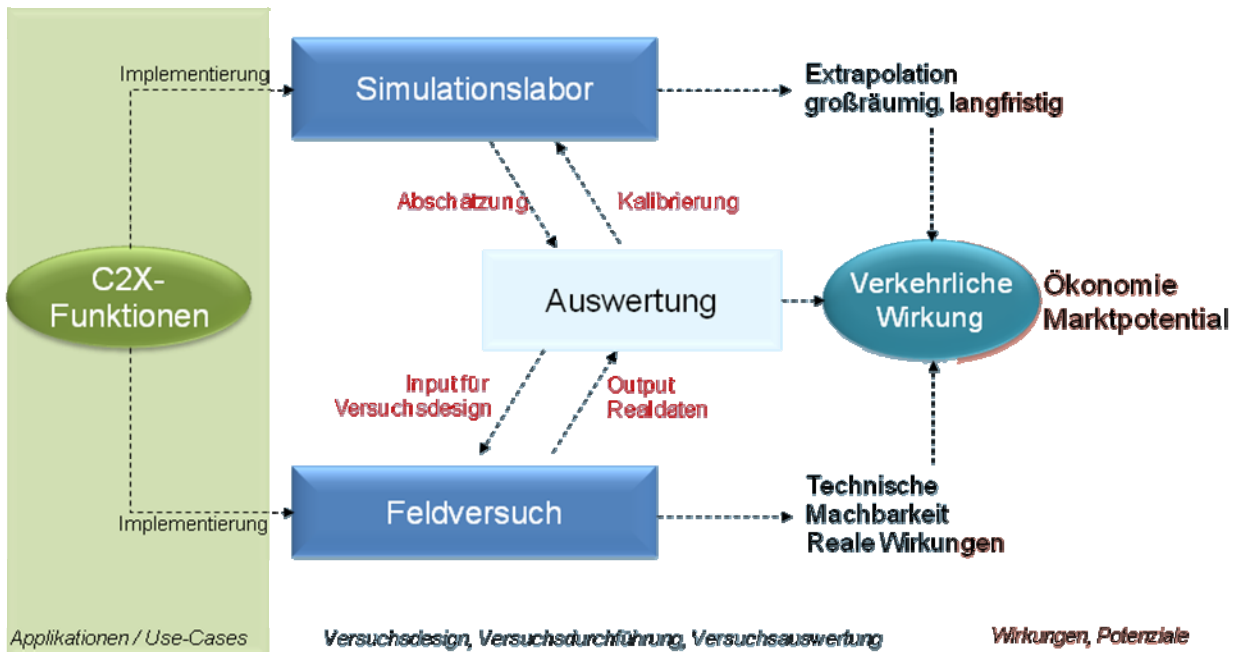 Implementierung
Simulationslabor
Extrapolation
großräumig, langfristig
Abschätzung
Kalibrierung
C2X-
Funktionen
Auswertung
Verkehrliche
Wirkung
Ökonomie
Marktpotential
Input für
Versuchsdesign
Output
Realdaten
Implementierung
Feldversuch
Technische
Machbarkeit
Reale Wirkungen
Applikationen / Use-Cases
Versuchsdesign, Versuchsdurchführung, Versuchsauswertung
Wirkungen, Potenziale